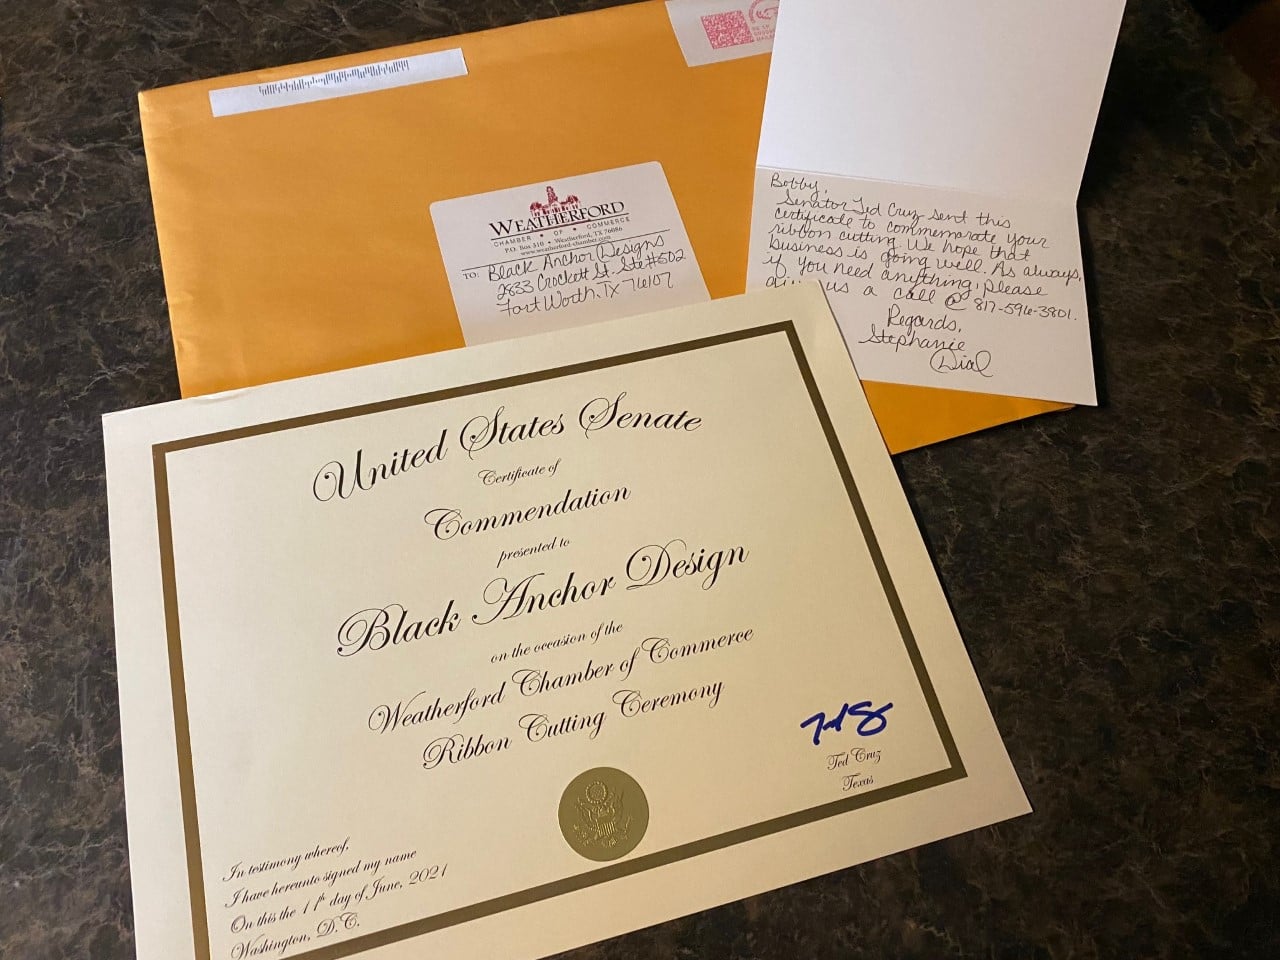 WEATHERFORD
CHAMBER • OF • COMMERCE
P.O. Box 310 • Weatherford, TX 76086
www.weatherford-chamber.com
TO: Black Anchor Designs
2833 Crockett St. Ste #502
Fort Worth, TX 76107
Bobby,
Senator Ted Cruz sent this
certificate to commemorate your
ribbon cutting. We hope that
business is going well. As always,
if you need anything, please
us a call @ 817-596-3801.
Regards,
Stephanie
Dial
United States Senate
Certificate of
Commendation
presented to
Black Anchor Design
on the occasion of the
Weatherford Chamber of Commerce
Ribbon Cutting Ceremony
Ted Cruz
Texas
In testimony whereof,
I have hereunto signed my name
On this the 11th day of June, 2021
Washington, D.C.